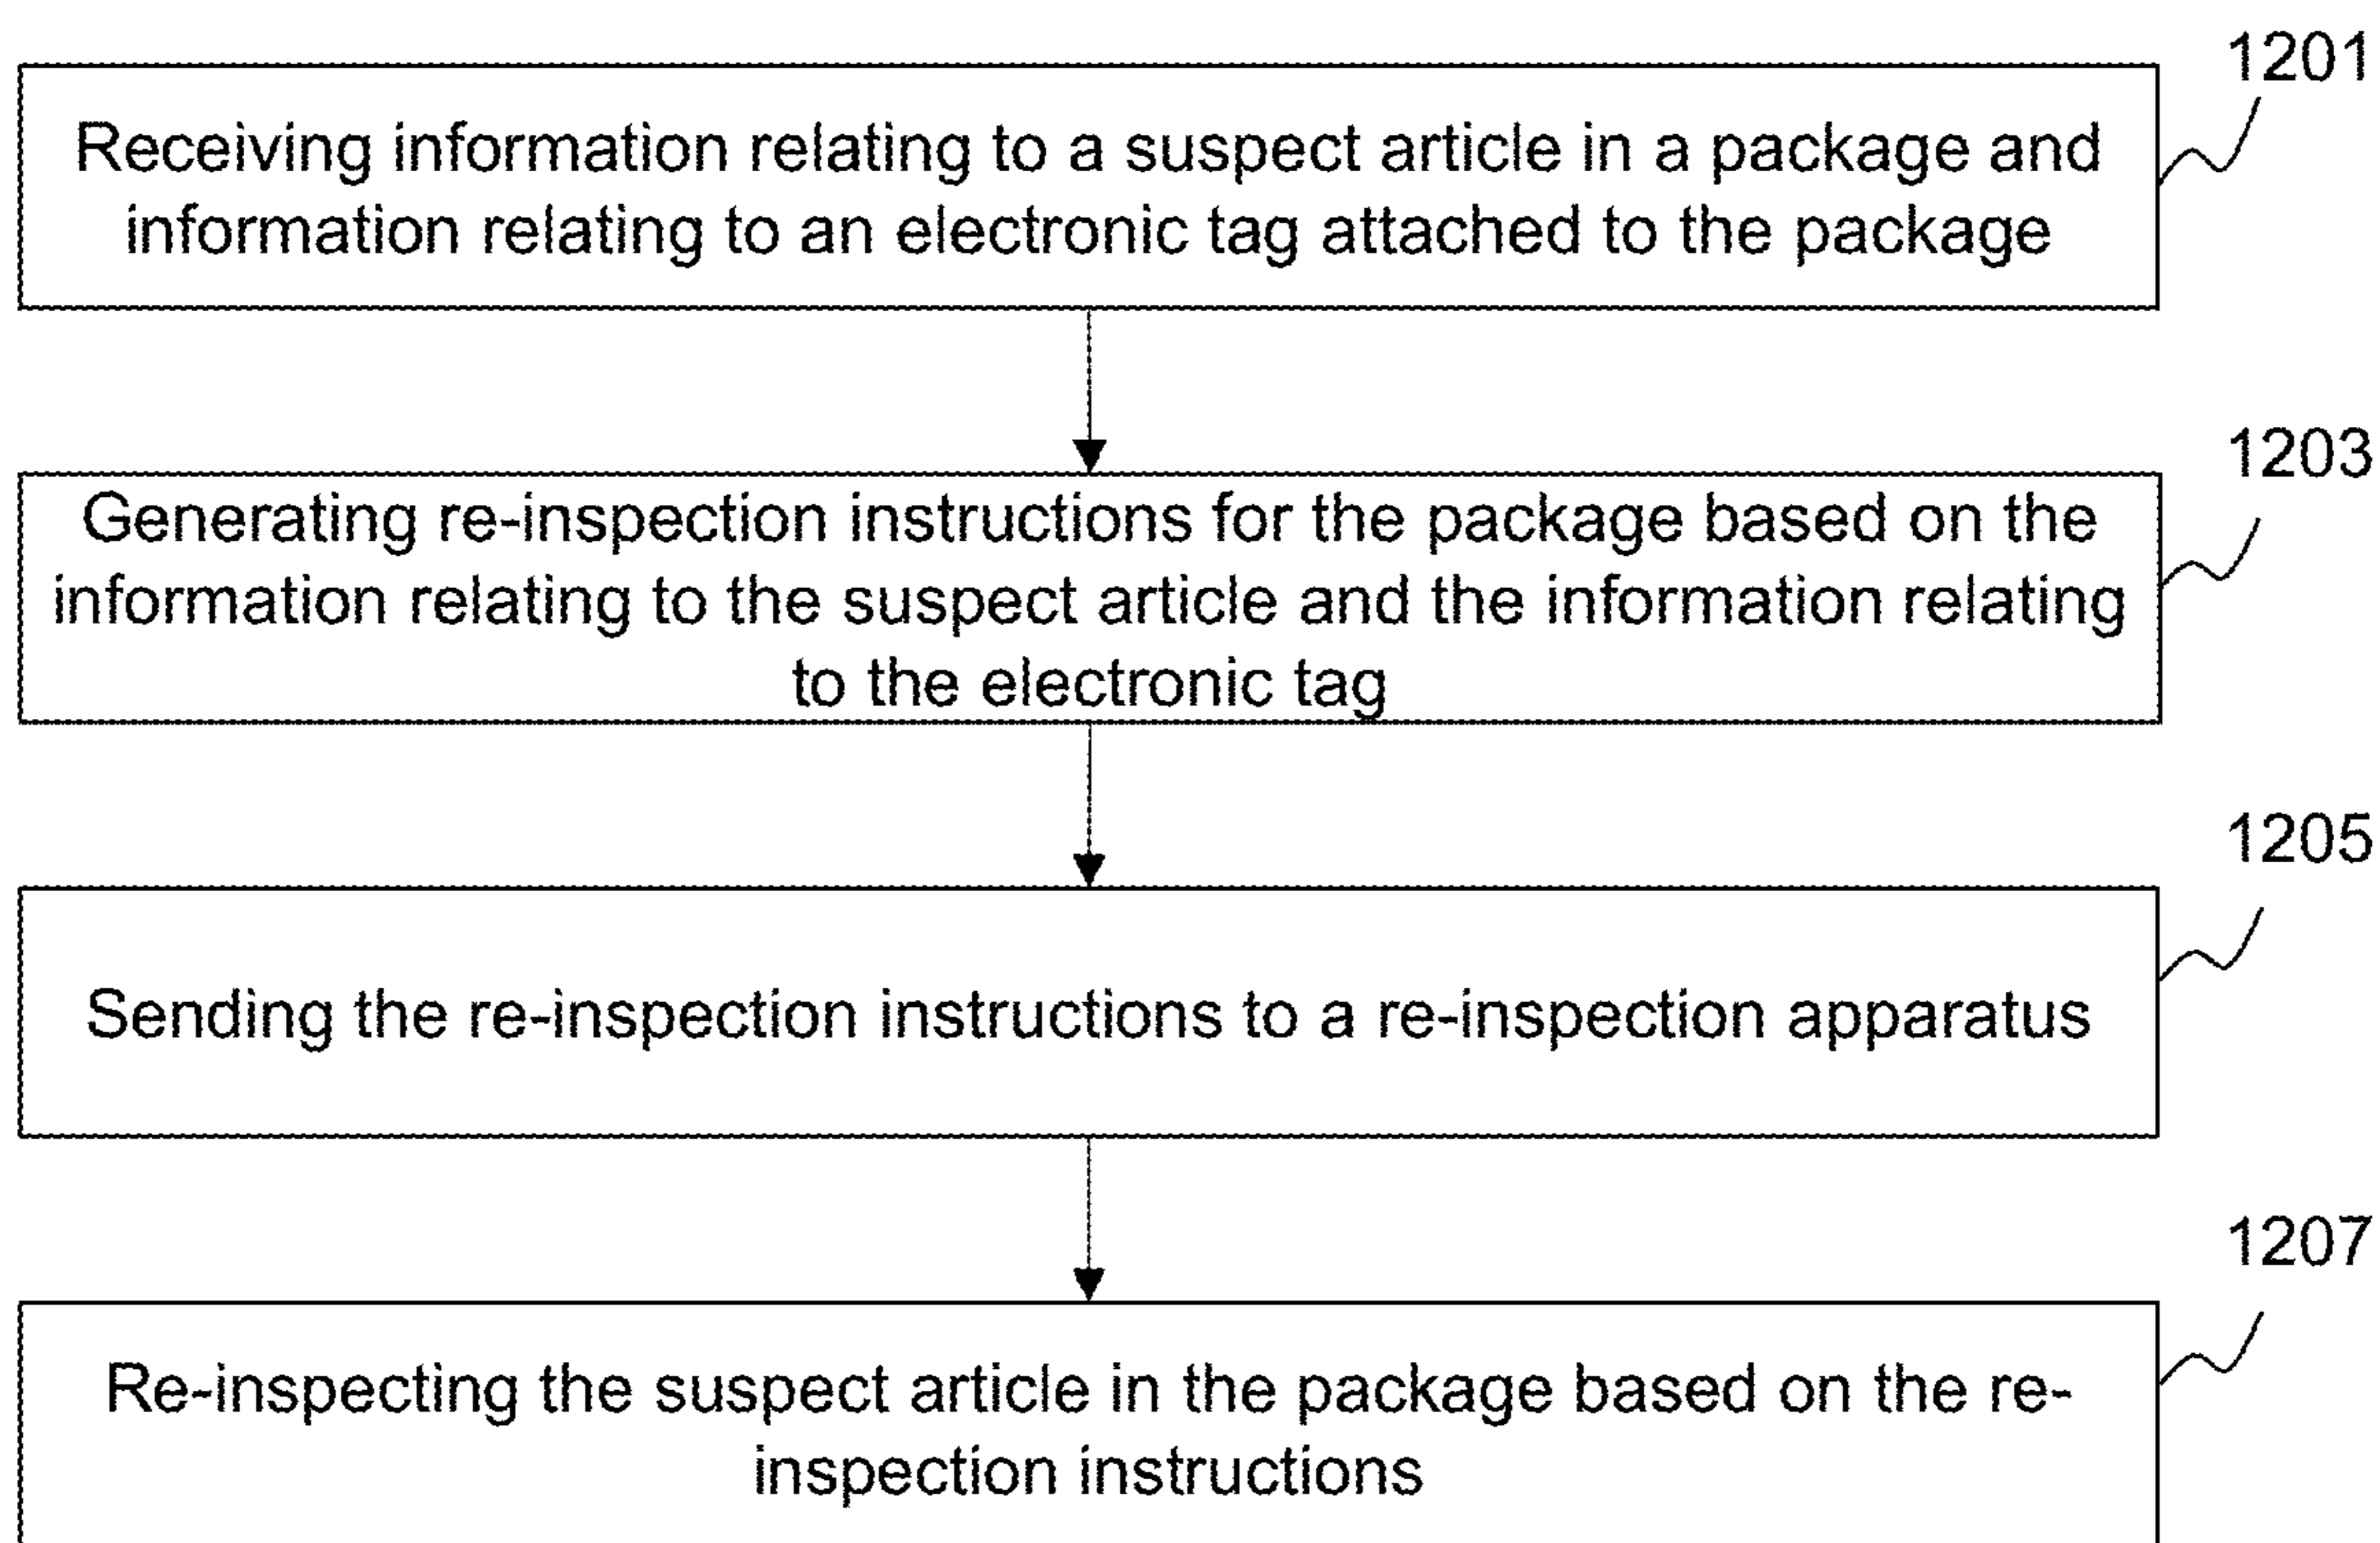 1201
Receiving information relating to a suspect article in a package and
information relating to an electronic tag attached to the package
1203
Generating re-inspection instructions for the package based on the
information relating to the suspect article and the information relating
to the electronic tag
1205
Sending the re-inspection instructions to a re-inspection apparatus
1207
Re-inspecting the suspect article in the package based on the re-
inspection instructions